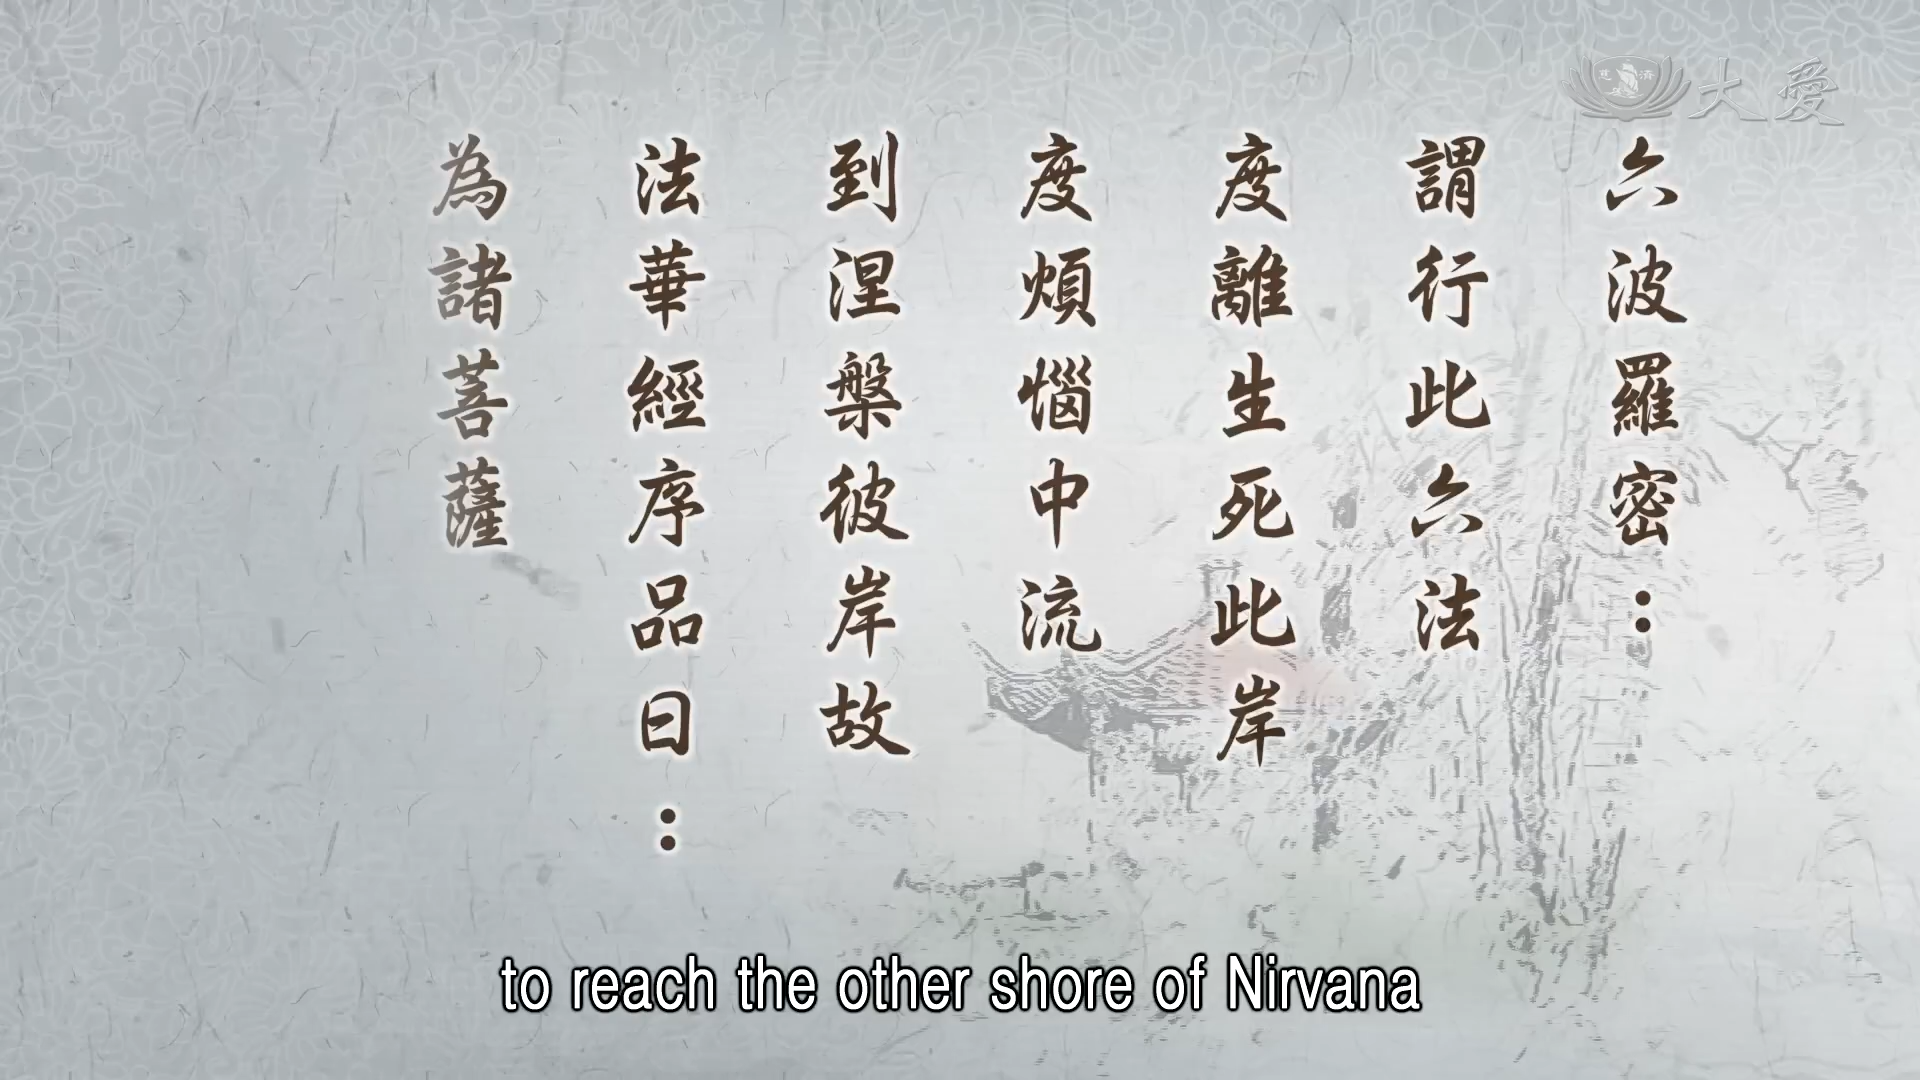 大愛
慈濟
六波羅密：
謂行此六法
度離生死此岸
度煩惱中流
到涅槃彼岸故
法華經序品曰：
為諸菩薩
to reach the other shore of Nirvana